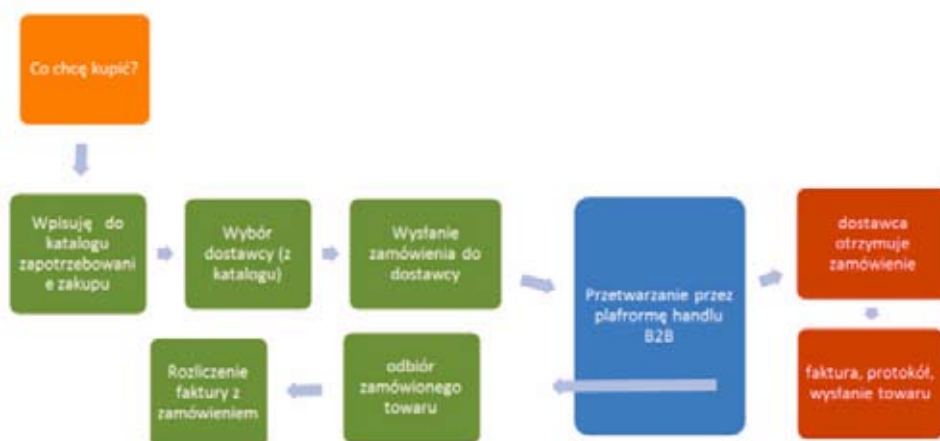 Co chcę kupić?
Wpisuję do
katalogu
zapotrzebowani
e zakupu
Wybór
dostawcy (z
katalogu)
Wysłanie
zamówienia do
dostawcy
Przetwarzanie przez
plafrormę handlu
B2B
dostawca
otrzymuje
zamówienie
faktura, protokół,
wysłanie towaru
odbiór
zamówionego
towaru
Rozliczenie
faktury z
zamówieniem